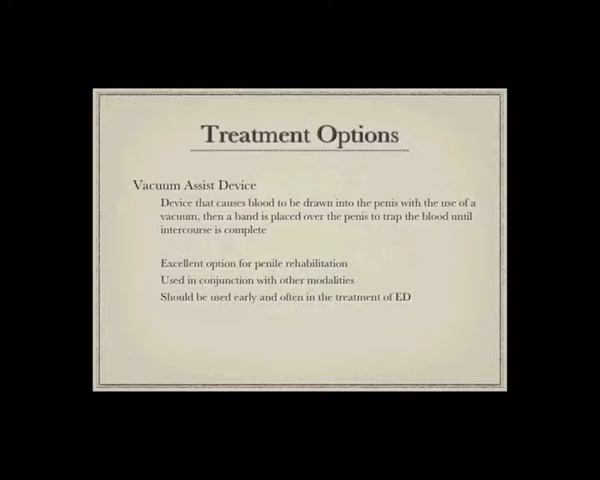 Treatment Options
Vacuum Assist Device
Device that causes blood to be drawn into the penis with the use of a
vacuum, then a band is placed over the penis to trap the blood until
intercourse is complete
Excellent option for penile rehabilitation
Used in conjunction with other modalities
Should be used early and often in the treatment of ED